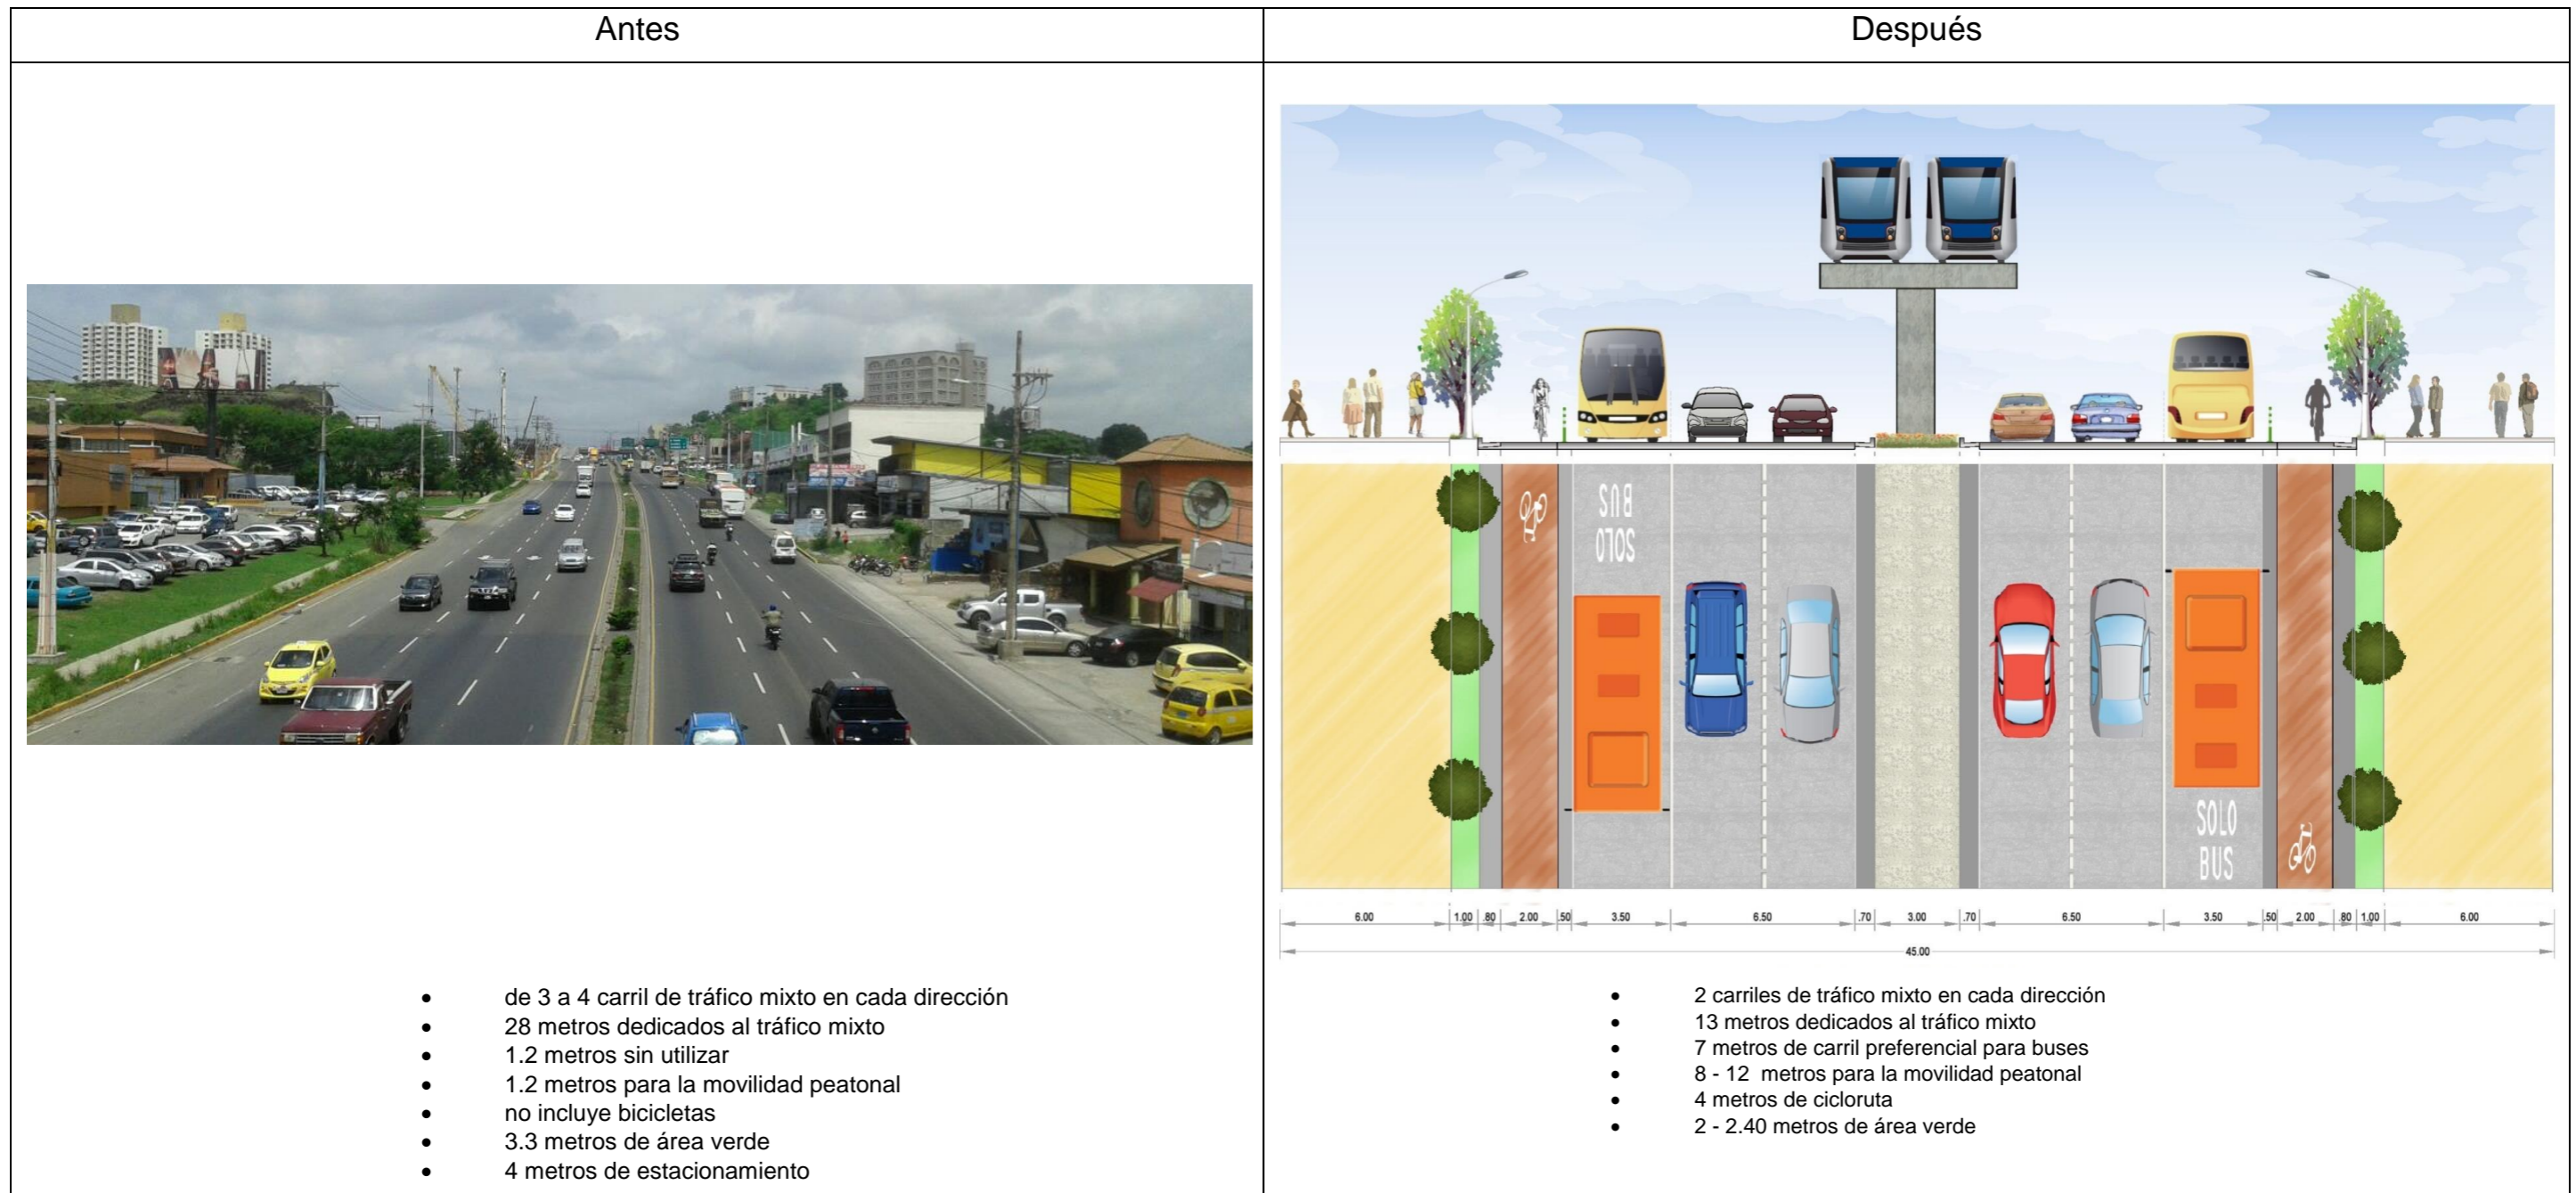 Antes
Después
SOLO
BUS
SOLO
BUS
6.00 1.00 .80 2.00 .50 3.50 6.50 .70 3.00 .70 6.50 3.50 .50 2.00 .80 1.00 6.00
45.00
• de 3 a 4 carril de tráfico mixto en cada dirección
• 28 metros dedicados al tráfico mixto
• 1.2 metros sin utilizar
• 1.2 metros para la movilidad peatonal
• no incluye bicicletas
• 3.3 metros de área verde
• 4 metros de estacionamiento
• 2 carriles de tráfico mixto en cada dirección
• 13 metros dedicados al tráfico mixto
• 7 metros de carril preferencial para buses
• 8 - 12 metros para la movilidad peatonal
• 4 metros de cicloruta
• 2 - 2.40 metros de área verde